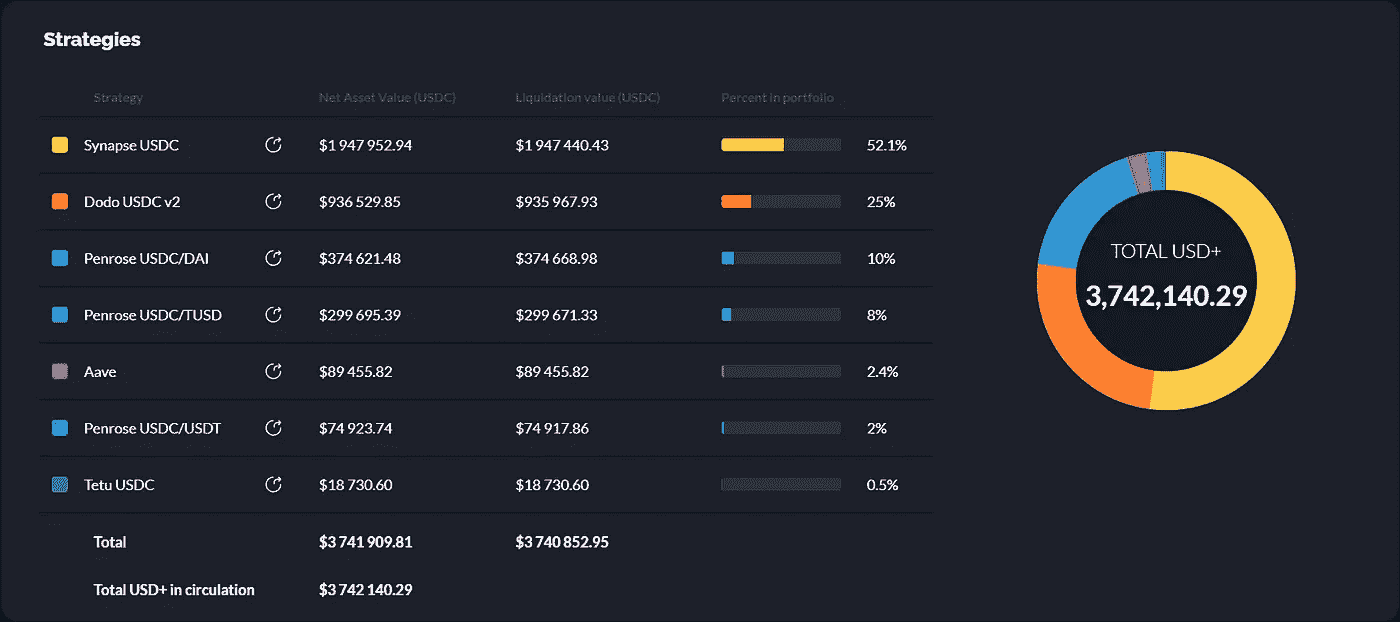 Strategies
Strategy Net Asset Value (USDC) Liquidation value (USDC) Percent in portfolio
Synapse USDC $1 947 952.94 $1 947 440.43 52.1%
Dodo USDC v2 $936 529.85 $935 967.93 25%
Penrose USDC/DAI $374 621.48 $374 668.98 10%
Penrose USDC/TUSD $299 695.39 $299 671.33 8%
Aave $89 455.82 $89 455.82 2.4%
Penrose USDC/USDT $74 923.74 $74 917.86 2%
Tetu USDC $18 730.60 $18 730.60 0.5%
Total $3 741 909.81 $3 740 852.95
Total USD+ in circulation $3 742 140.29
TOTAL USD+
3,742,140.29